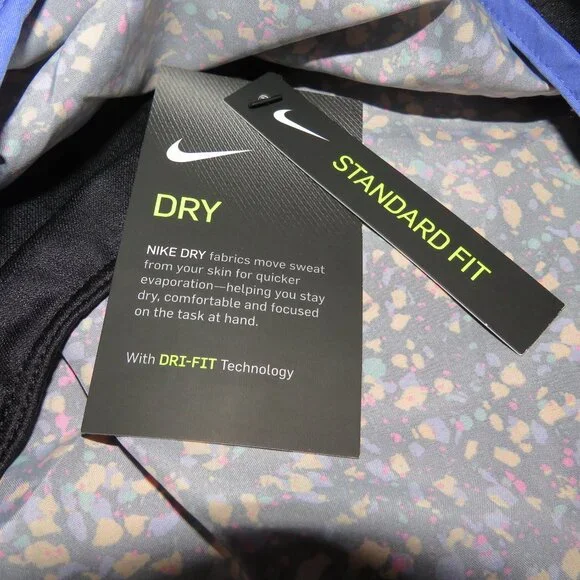 DRY
NIKE DRY fabrics move sweat
from your skin for quicker
evaporation—helping you stay
dry, comfortable and focused
on the task at hand.
With DRI-FIT Technology
STANDARD FIT